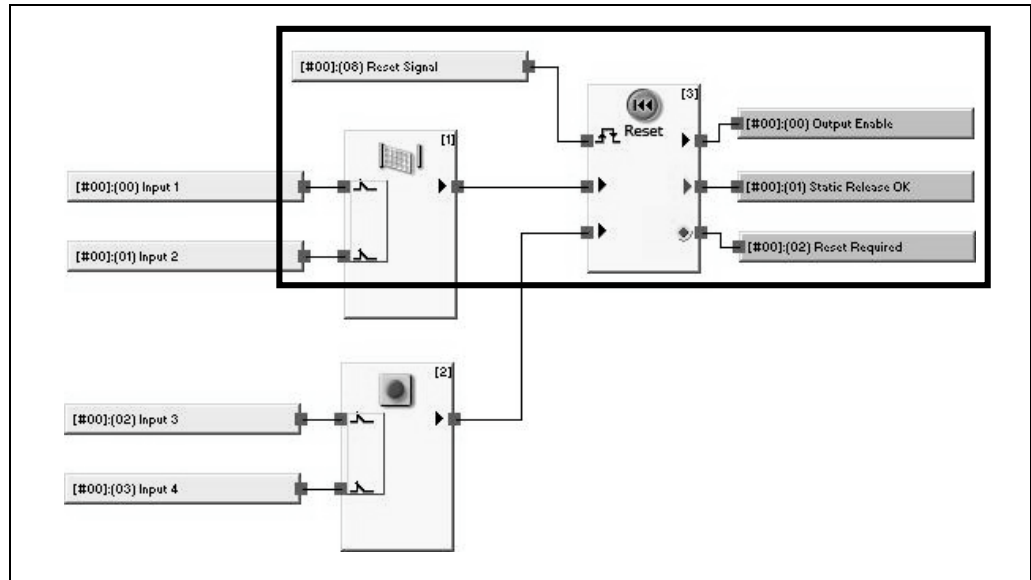 [#00]:(08) Reset Signal
[3]
Reset
[#00]:(00) Output Enable
[1]
[#00]:(00) Input 1
[#00]:(01) Static Release OK
[#00]:(01) Input 2
[#00]:(02) Reset Required
[2]
[#00]:(02) Input 3
[#00]:(03) Input 4